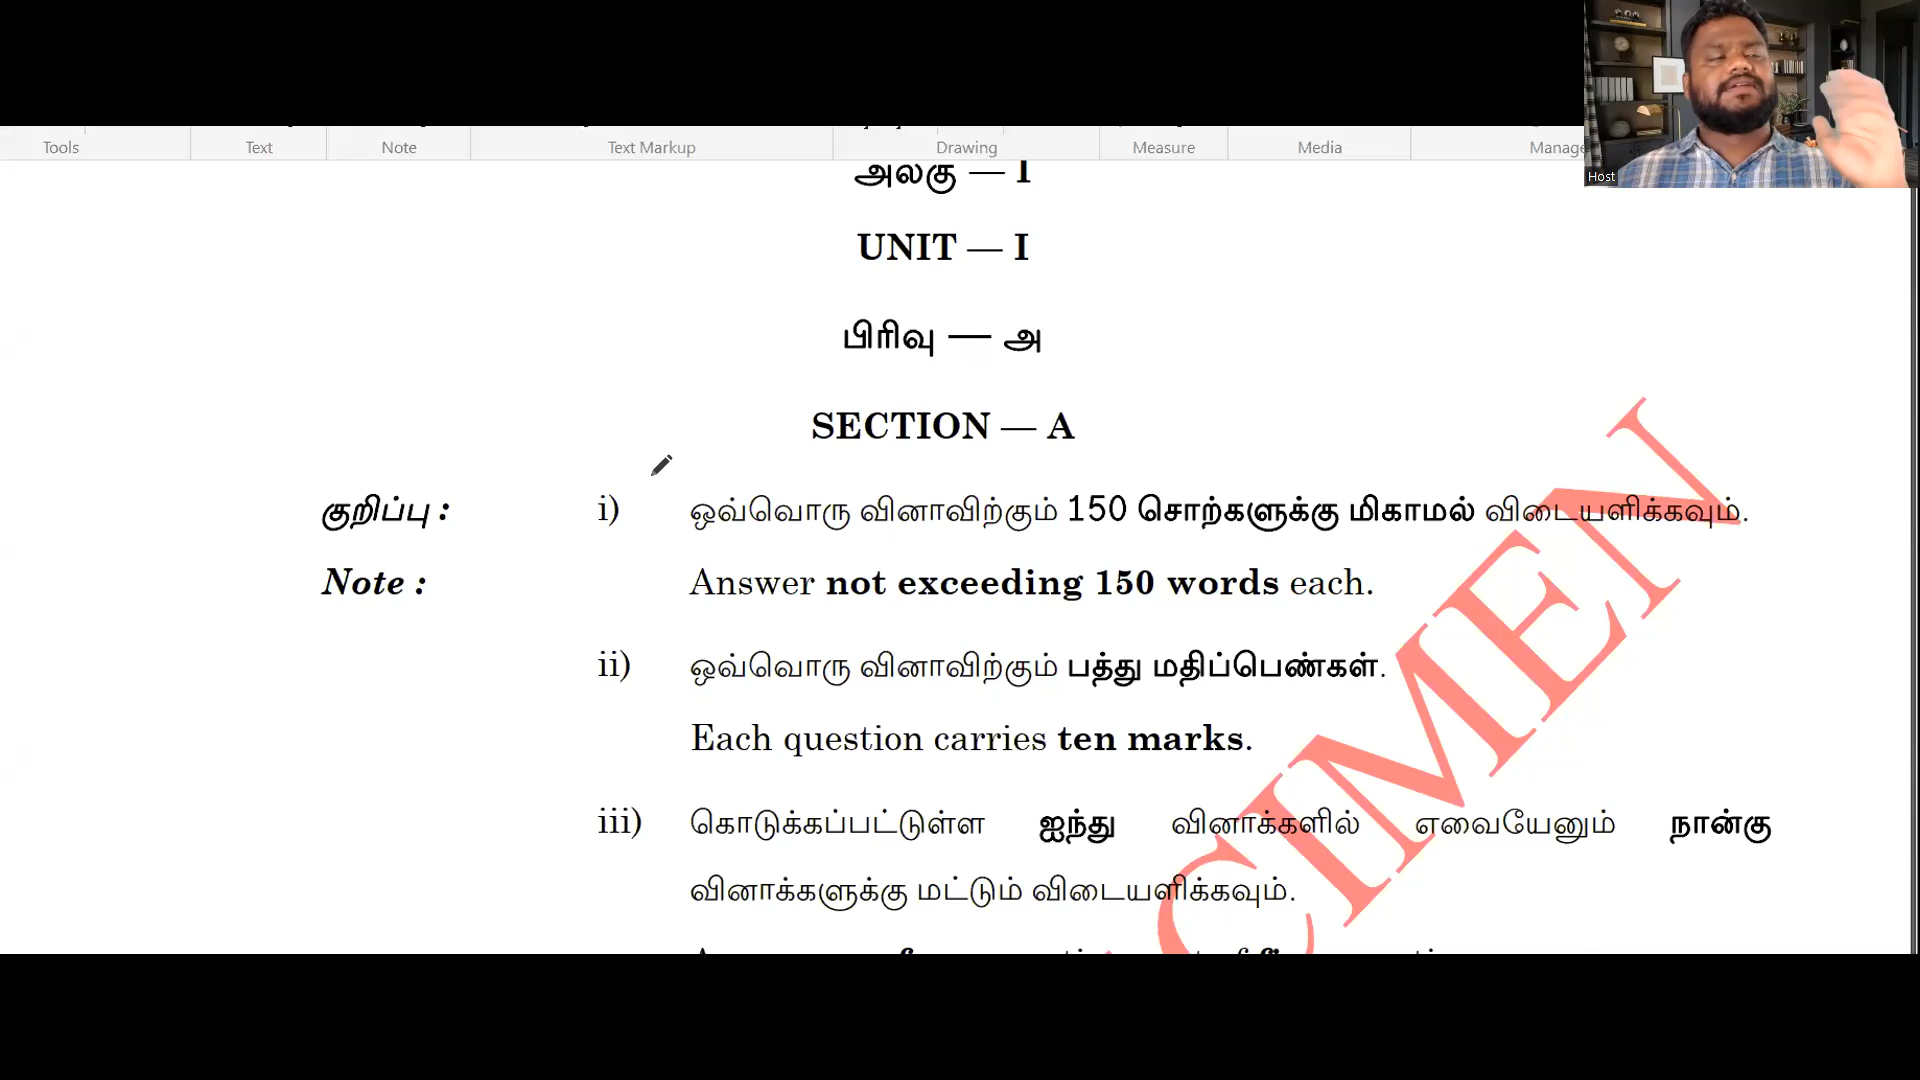 Host
Tools Text Note Text Markup Drawing Measure Media Manage
அலகு — I
UNIT — I
பிரிவு — அ
SECTION — A
குறிப்பு : i) ஒவ்வொரு வினாவிற்கும் 150 சொற்களுக்கு மிகாமல் விடையளிக்கவும்.
Note : Answer not exceeding 150 words each.
ii) ஒவ்வொரு வினாவிற்கும் பத்து மதிப்பெண்கள்.
Each question carries ten marks.
iii) கொடுக்கப்பட்டுள்ள ஐந்து வினாக்களில் எவையேனும் நான்கு
வினாக்களுக்கு மட்டும் விடையளிக்கவும்.
CIMEN